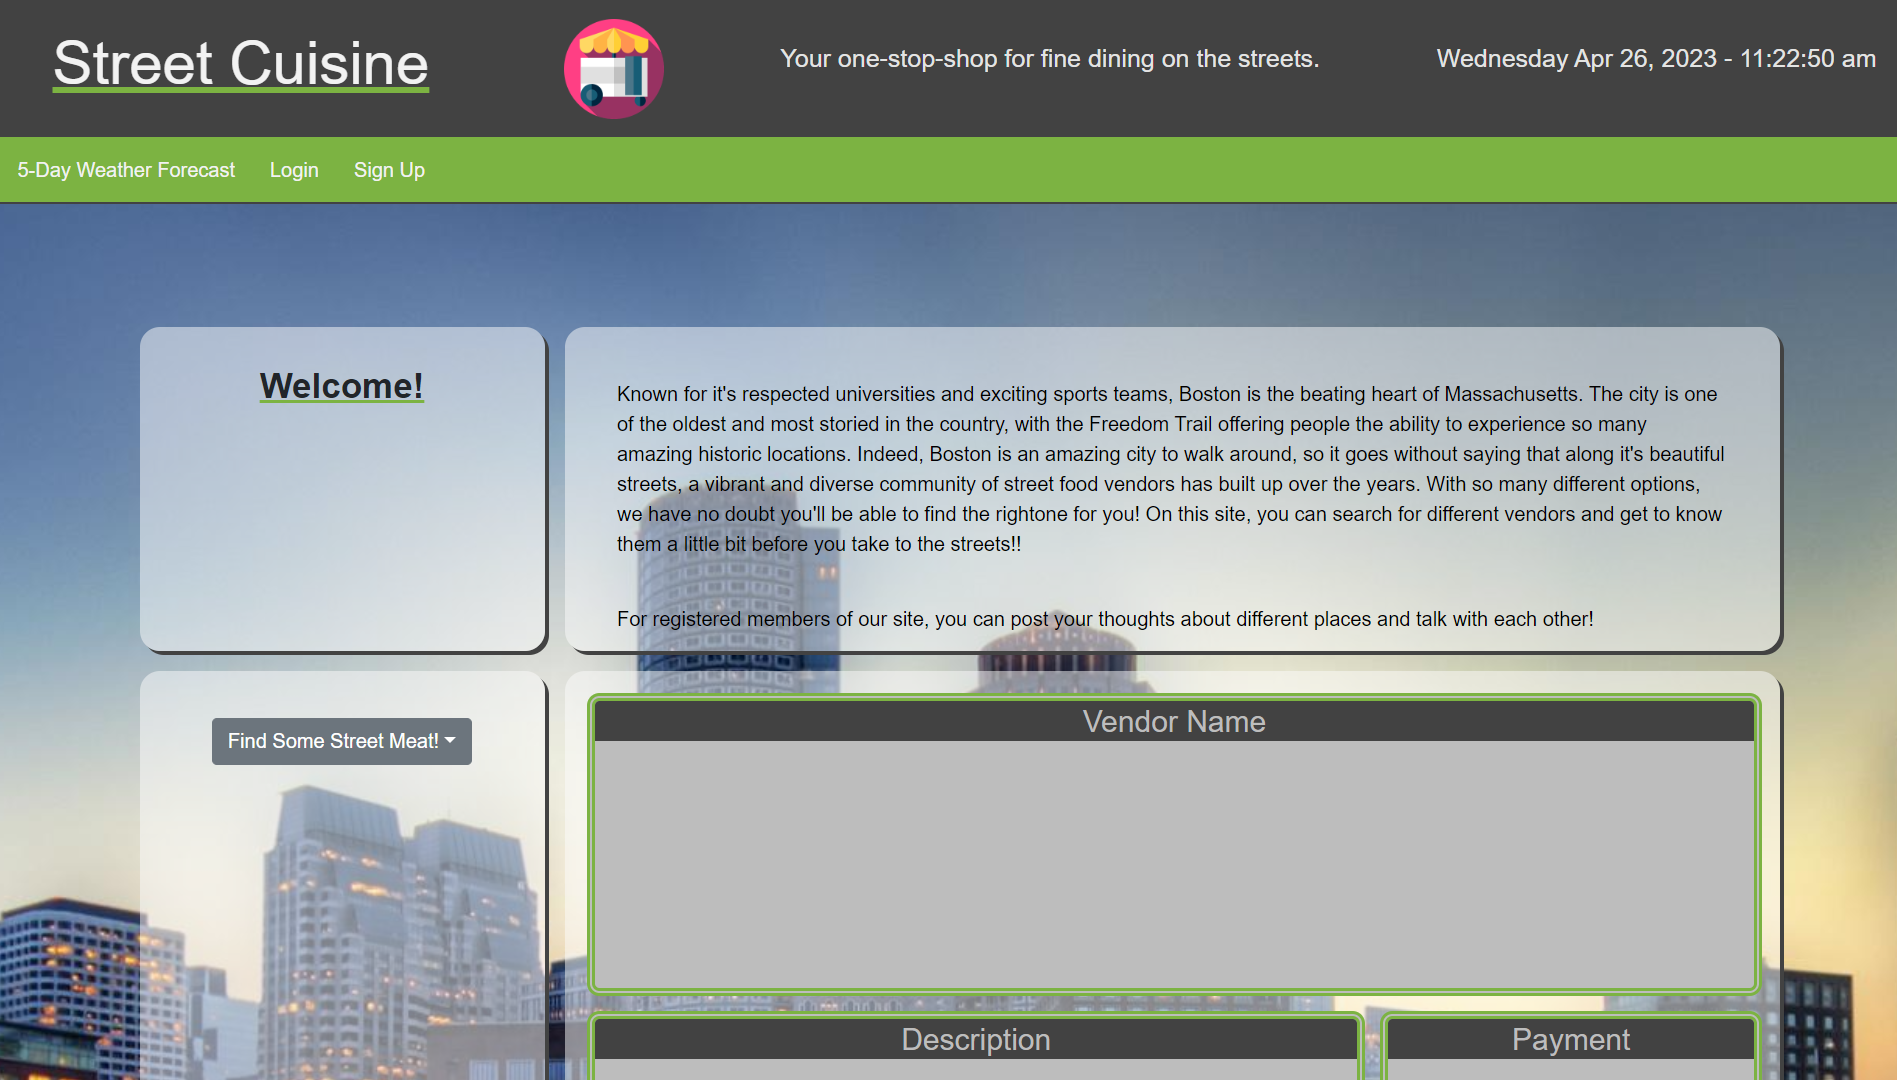 Street Cuisine
Your one-stop-shop for fine dining on the streets.
Wednesday Apr 26, 2023 - 11:22:50 am
5-Day Weather Forecast
Login
Sign Up
Welcome!
Known for it's respected universities and exciting sports teams, Boston is the beating heart of Massachusetts. The city is one
of the oldest and most storied in the country, with the Freedom Trail offering people the ability to experience so many
amazing historic locations. Indeed, Boston is an amazing city to walk around, so it goes without saying that along it's beautiful
streets, a vibrant and diverse community of street food vendors has built up over the years. With so many different options,
we have no doubt you'll be able to find the rightone for you! On this site, you can search for different vendors and get to know
them a little bit before you take to the streets!!
For registered members of our site, you can post your thoughts about different places and talk with each other!
Find Some Street Meat!
Vendor Name
Description
Payment